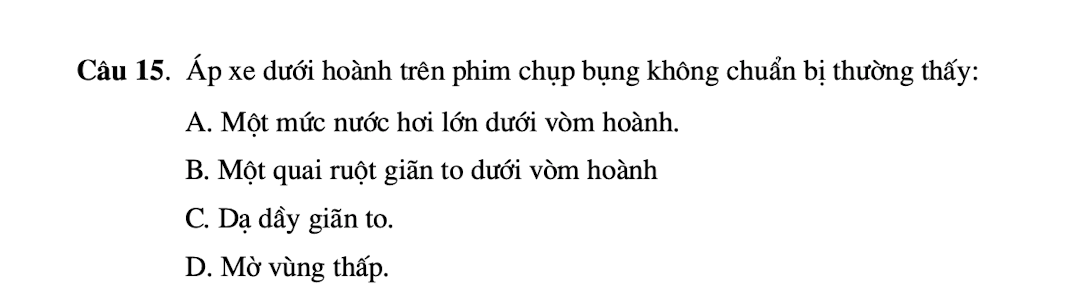 Câu 15. Áp xe dưới hoành trên phim chụp bụng không chuẩn bị thường thấy:
A. Một mức nước hơi lớn dưới vòm hoành.
B. Một quai ruột giãn to dưới vòm hoành
C. Dạ dầy giãn to.
D. Mờ vùng thấp.